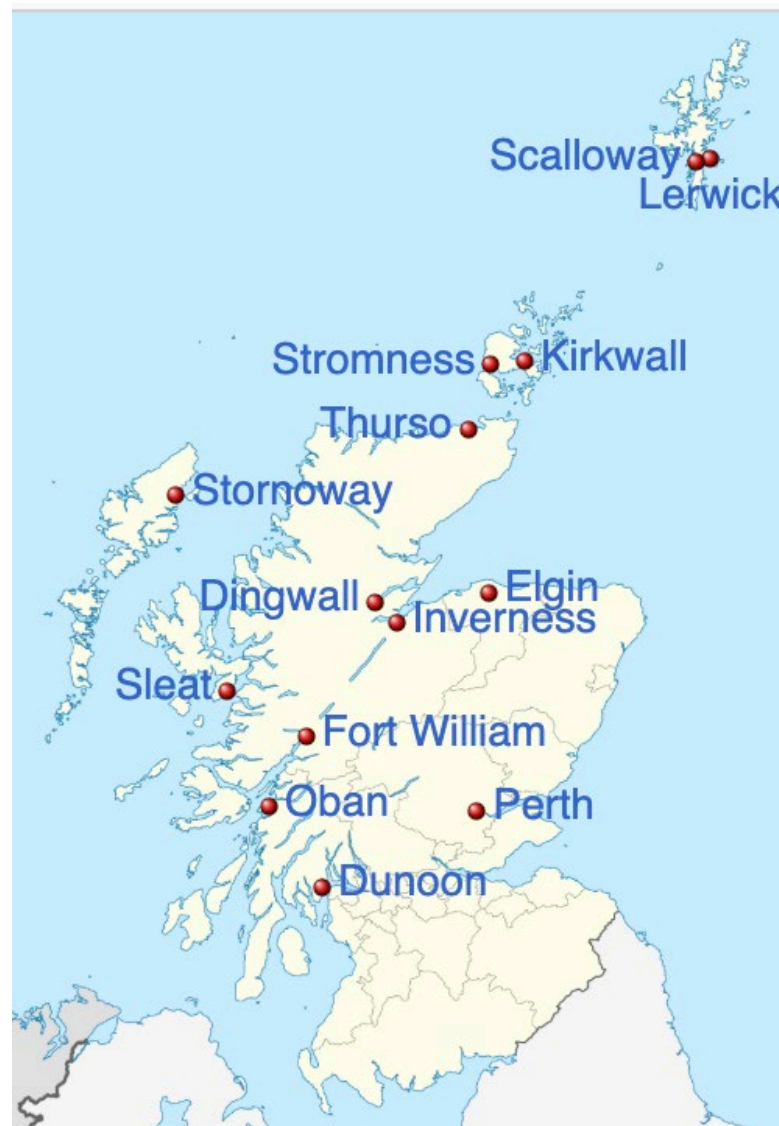 Scalloway
Lerwick
Stromness
Kirkwall
Thurso
Stornoway
Dingwall
Elgin
Inverness
Sleat
Fort William
Oban
Perth
Dunoon